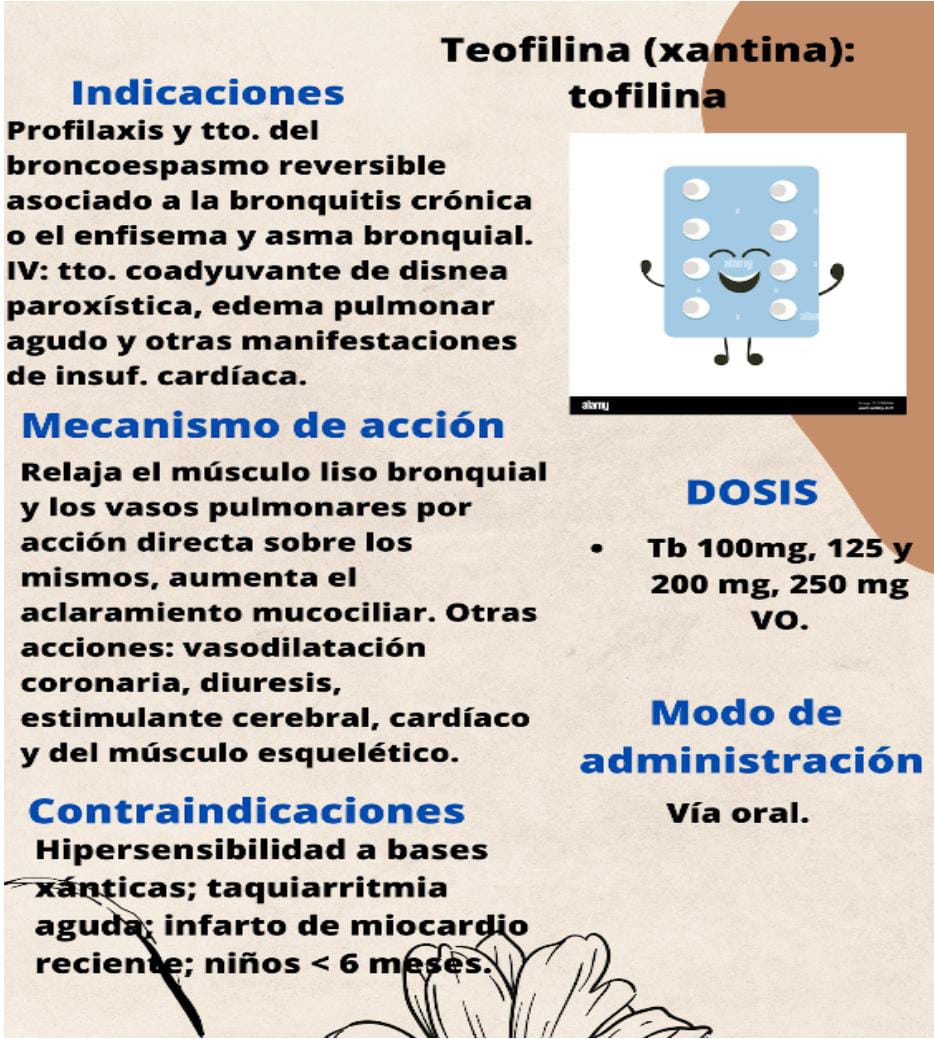 Teofilina (xantina):
tofilina
Indicaciones
Profilaxis y tto. del
broncoespasmo reversible
asociado a la bronquitis crónica
o el enfisema y asma bronquial.
IV: tto. coadyuvante de disnea
paroxística, edema pulmonar
agudo y otras manifestaciones
de insuf. cardíaca.
Mecanismo de acción
Relaja el músculo liso bronquial
y los vasos pulmonares por
acción directa sobre los
mismos, aumenta el
aclaramiento mucociliar. Otras
acciones: vasodilatación
coronaria, diuresis,
estimulante cerebral, cardíaco
y del músculo esquelético.
Contraindicaciones
Hipersensibilidad a bases
xánticas; taquiarritmia
aguda; infarto de miocardio
reciente; niños < 6 meses.
alamy
alamy
DOSIS
• Tb 100mg, 125 y
200 mg, 250 mg
VO.
Modo de
administración
Vía oral.